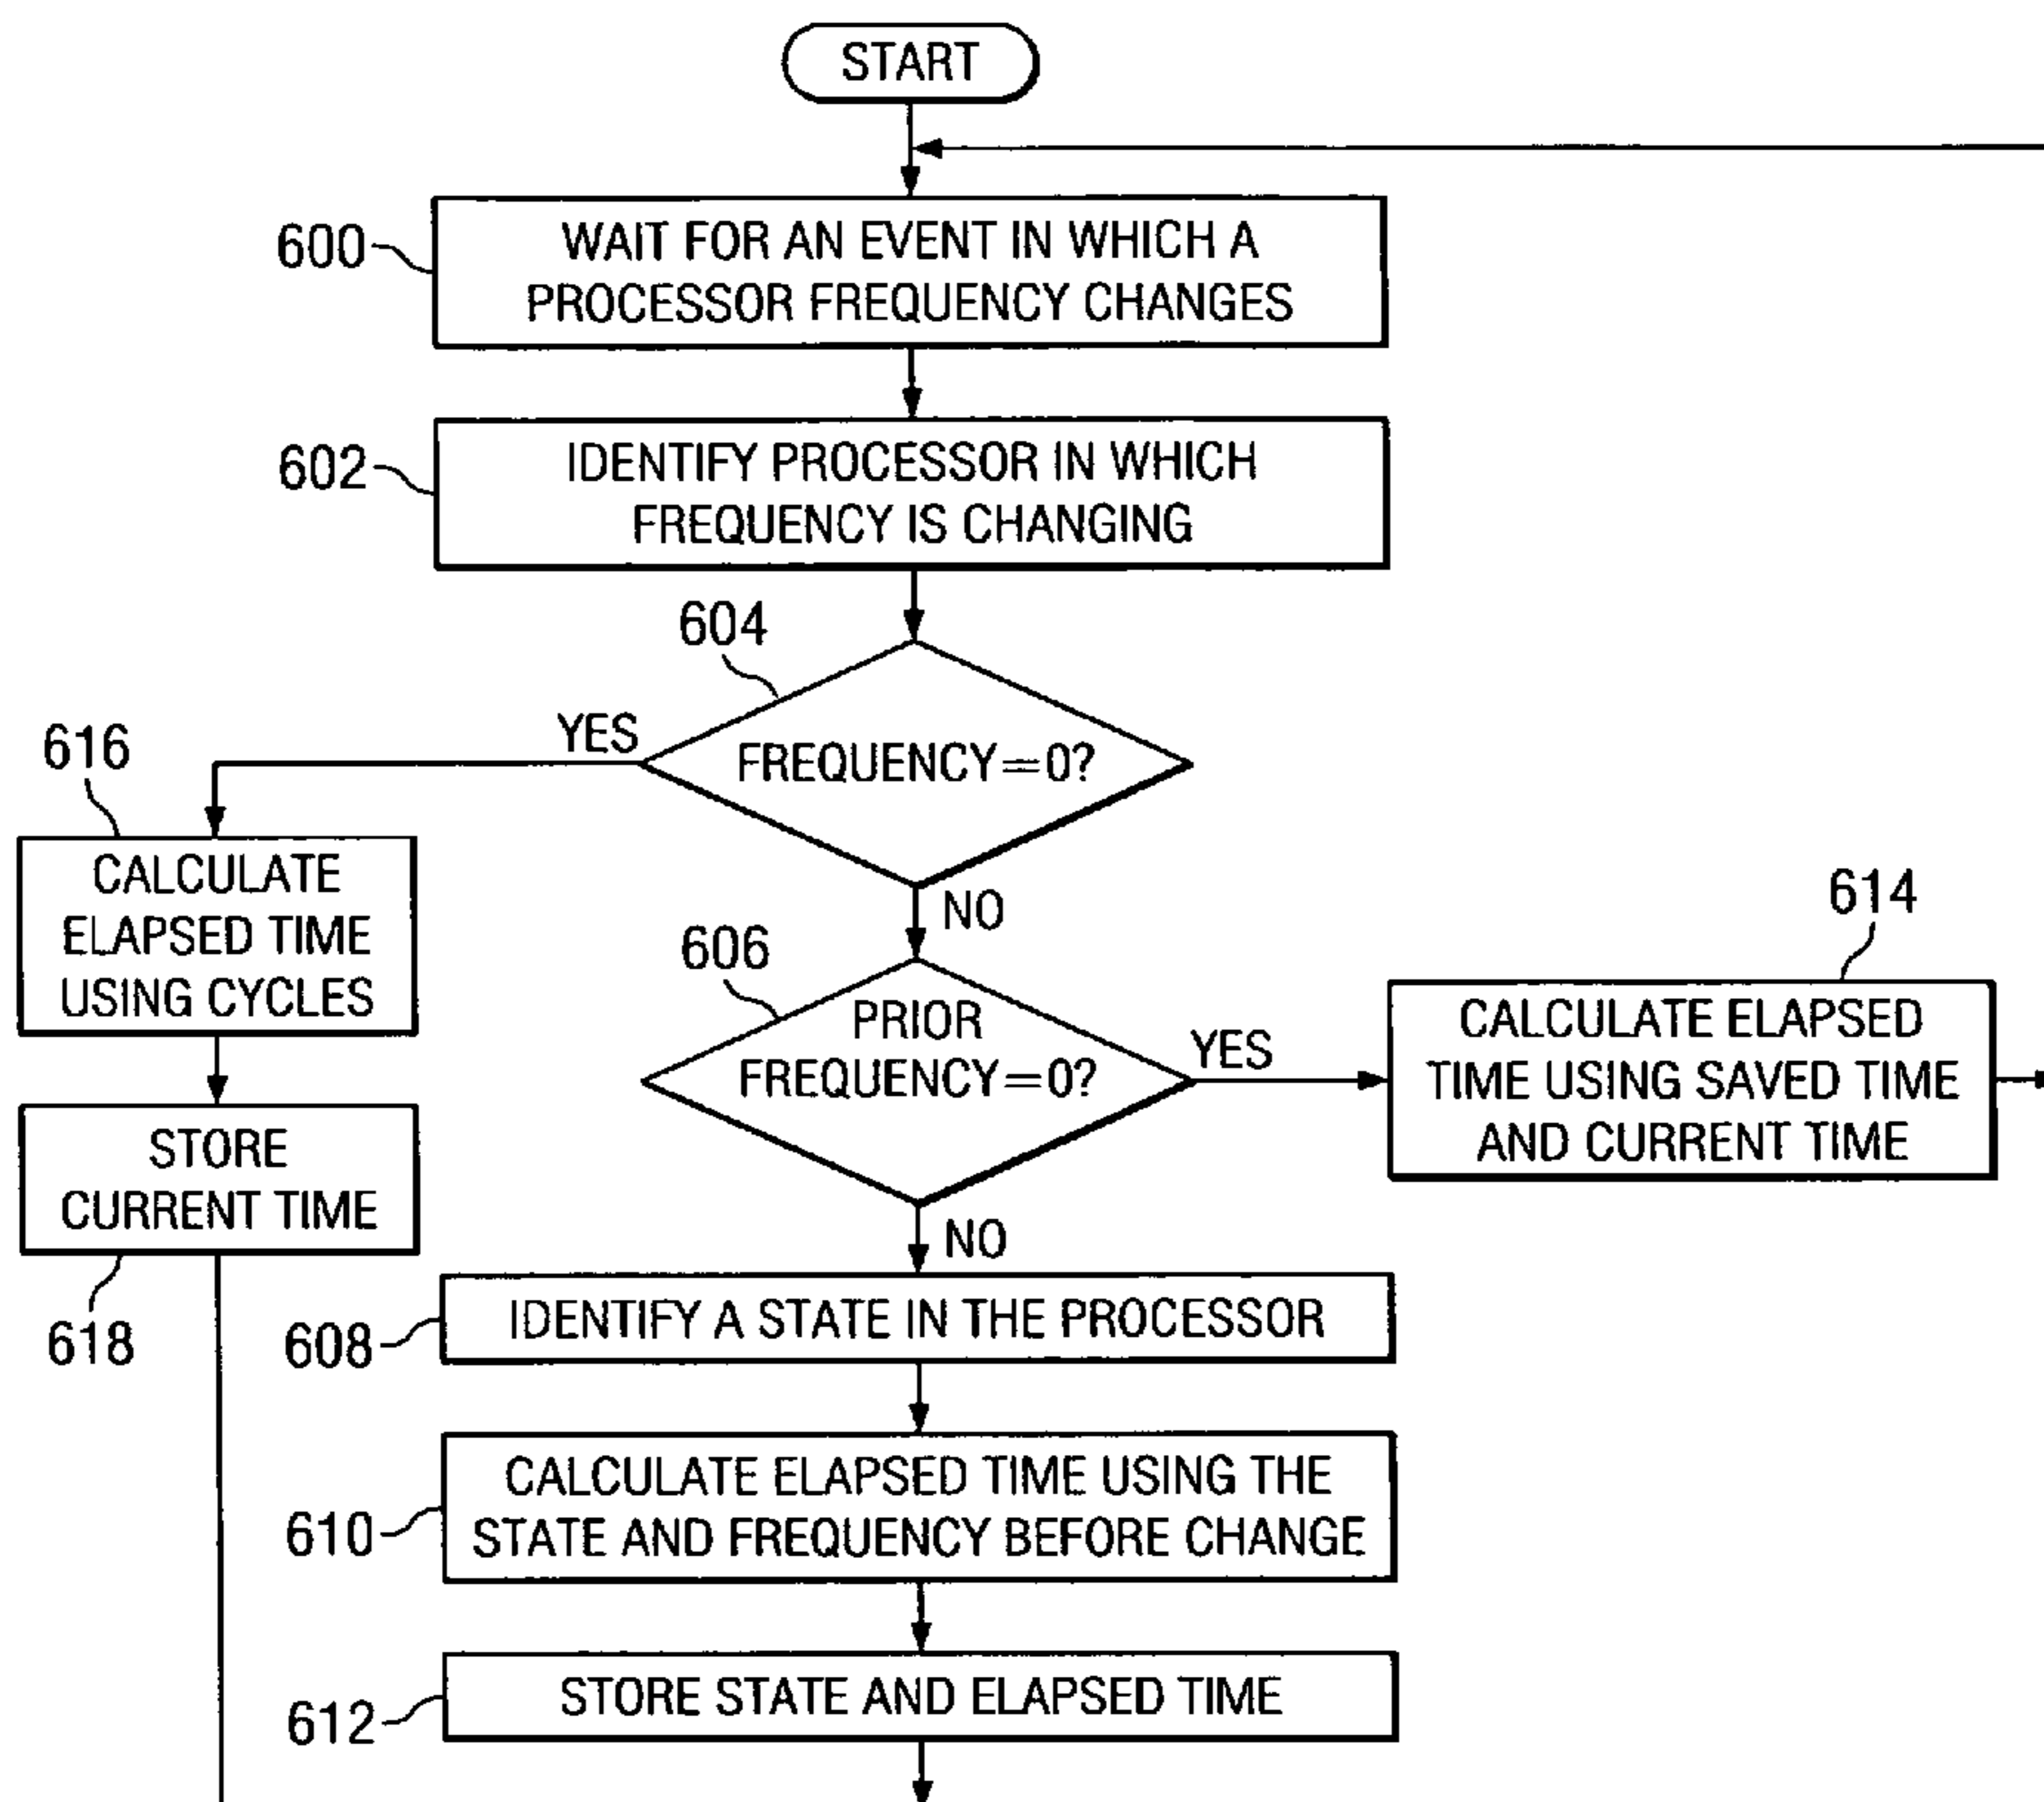 START
600
WAIT FOR AN EVENT IN WHICH A
PROCESSOR FREQUENCY CHANGES
602
IDENTIFY PROCESSOR IN WHICH
FREQUENCY IS CHANGING
604
YES
FREQUENCY=0?
NO
616
CALCULATE
ELAPSED TIME
USING CYCLES
618
STORE
CURRENT TIME
606
PRIOR
FREQUENCY=0?
YES
NO
614
CALCULATE ELAPSED
TIME USING SAVED TIME
AND CURRENT TIME
608
IDENTIFY A STATE IN THE PROCESSOR
610
CALCULATE ELAPSED TIME USING THE
STATE AND FREQUENCY BEFORE CHANGE
612
STORE STATE AND ELAPSED TIME